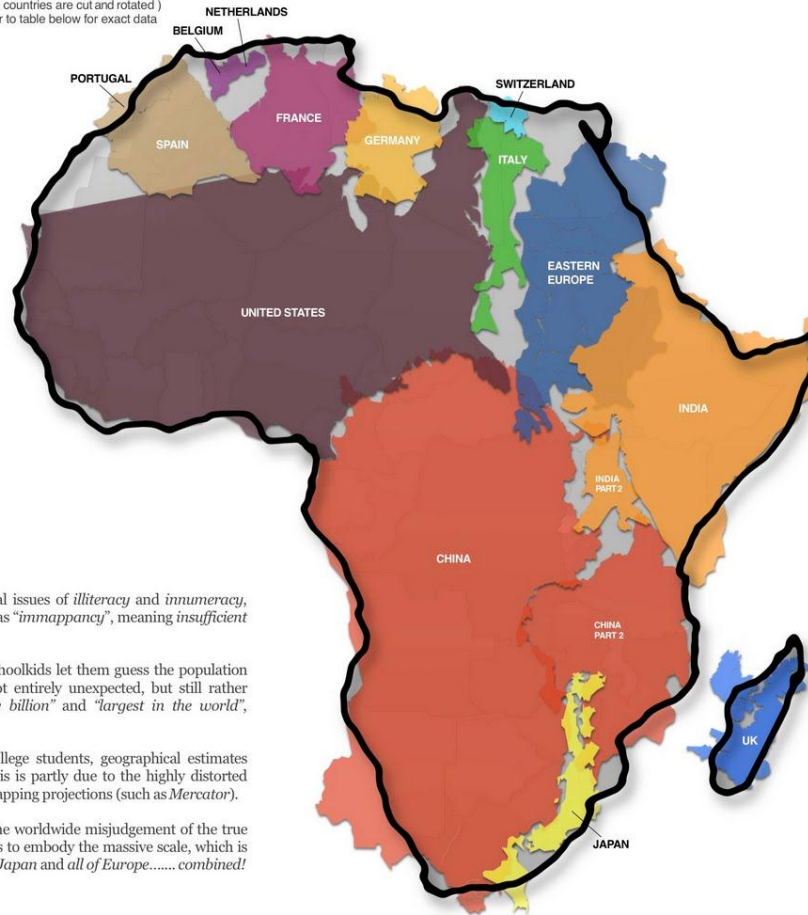 countries are cut and rotated )
r to table below for exact data
NETHERLANDS
BELGIUM
PORTUGAL
SWITZERLAND
FRANCE
SPAIN
GERMANY
ITALY
EASTERN
EUROPE
UNITED STATES
INDIA
INDIA
PART 2
CHINA
CHINA
PART 2
UK
JAPAN
al issues of illiteracy and innumeracy,
as “immappancy”, meaning insufficient
hoolkids let them guess the population
ot entirely unexpected, but still rather
billion” and “largest in the world”,
llege students, geographical estimates
is is partly due to the highly distorted
apping projections (such as Mercator).
he worldwide misjudgement of the true
s to embody the massive scale, which is
Japan and all of Europe....... combined!